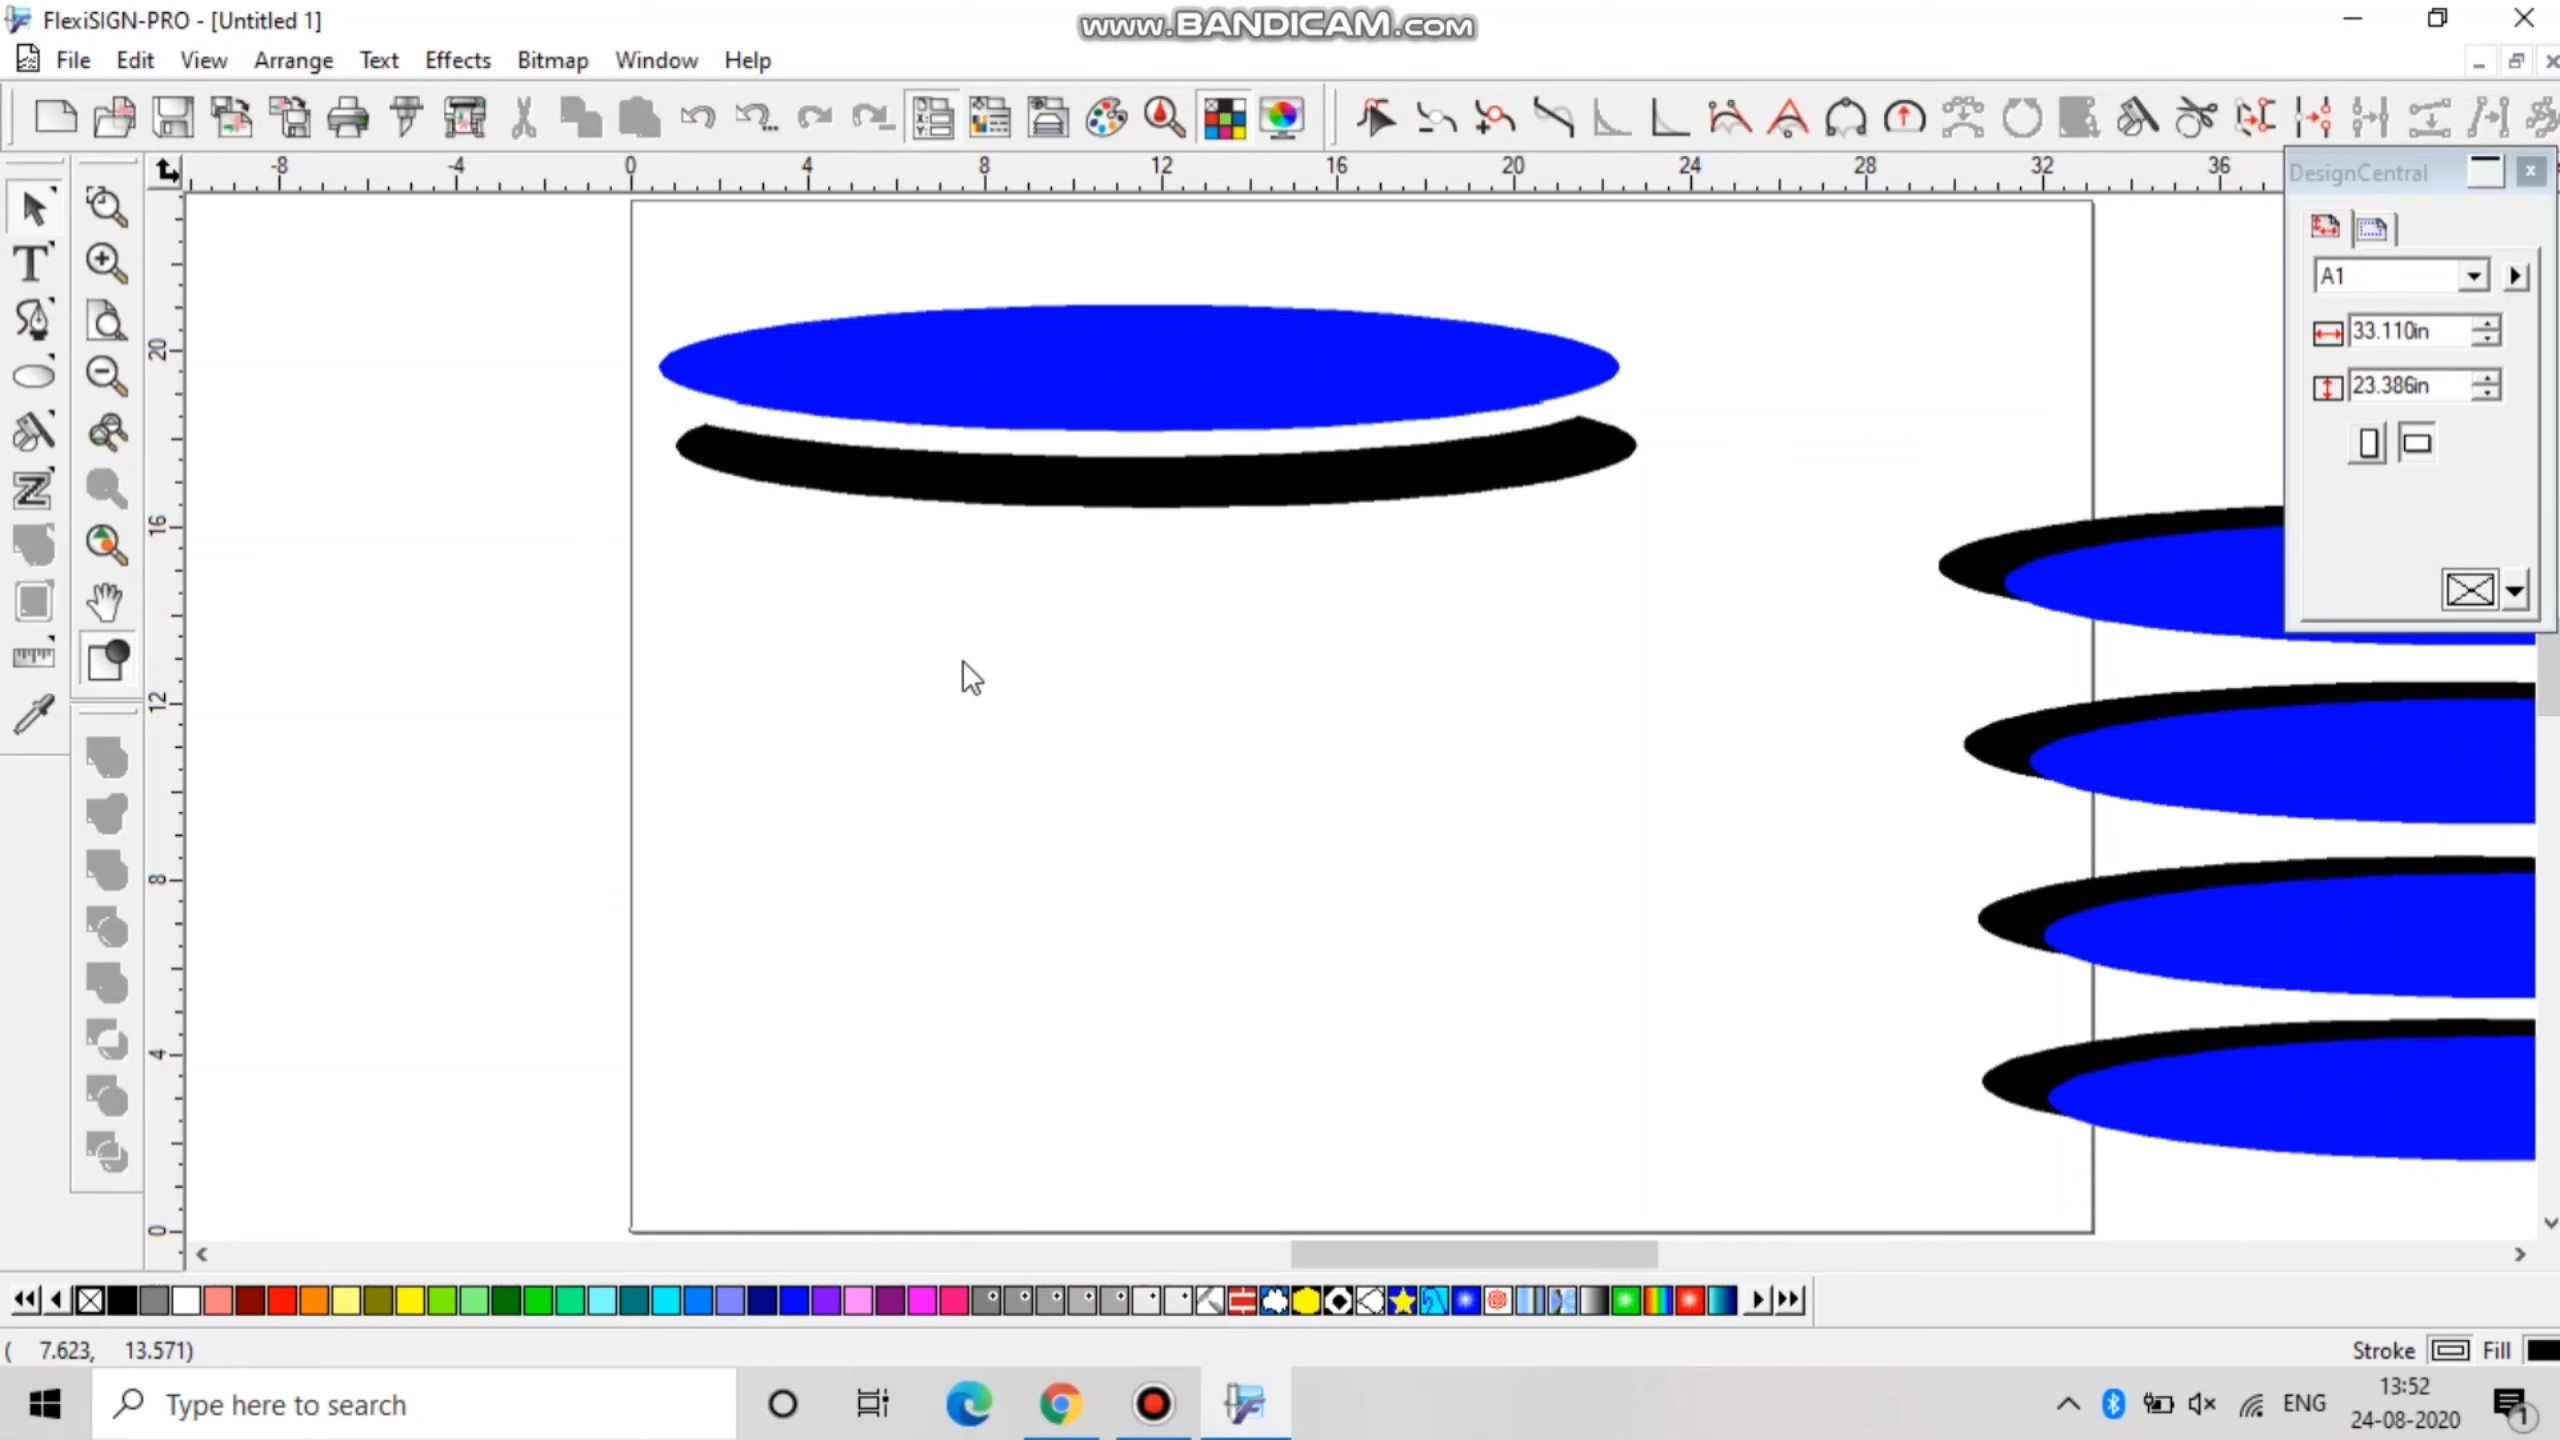 FlexiSIGN-PRO - [Untitled 1]
www.BANDICAM.com
File Edit View Arrange Text Effects Bitmap Window Help
-8 -4 0 4 8 12 16 20 24 28 32 36
DesignCentral
A1
33.110in
23.386in
20
16
12
8
4
0
( 7.623, 13.571)
Stroke Fill
Type here to search
ENG
13:52
24-08-2020
1